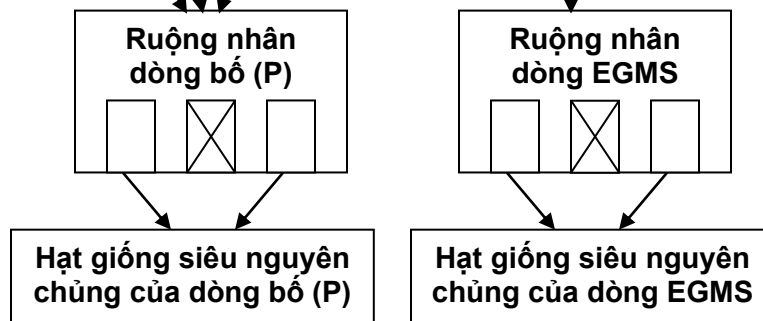 Ruộng nhân
dòng bố (P)
Ruộng nhân
dòng EGMS
Hạt giống siêu nguyên
chủng của dòng bố (P)
Hạt giống siêu nguyên
chủng của dòng EGMS